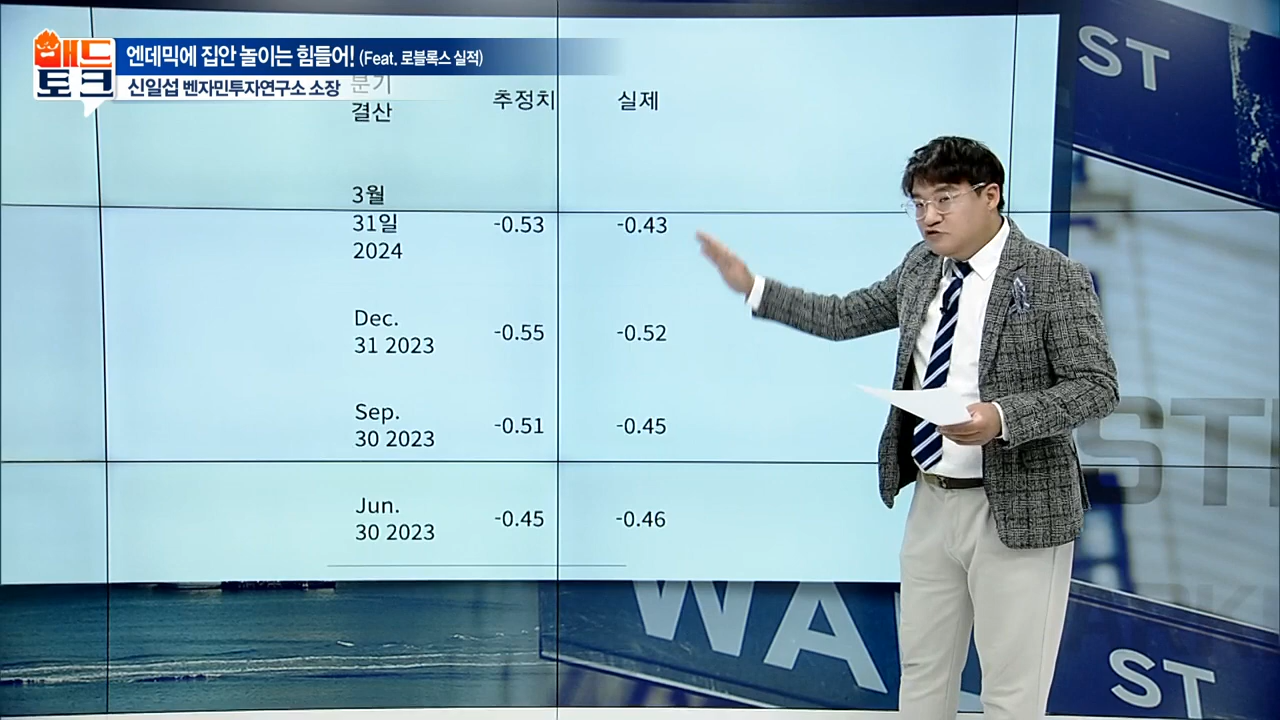 매드
토크
엔데믹에 집안 놀이는 힘들어! (Feat. 로블록스 실적)
신일섭 벤자민투자연구소 소장
분기
결산
추정치
실제
3월
31일
2024
-0.53
-0.43
Dec.
31 2023
-0.55
-0.52
Sep.
30 2023
-0.51
-0.45
Jun.
30 2023
-0.45
-0.46
ST
ST
WA
ST